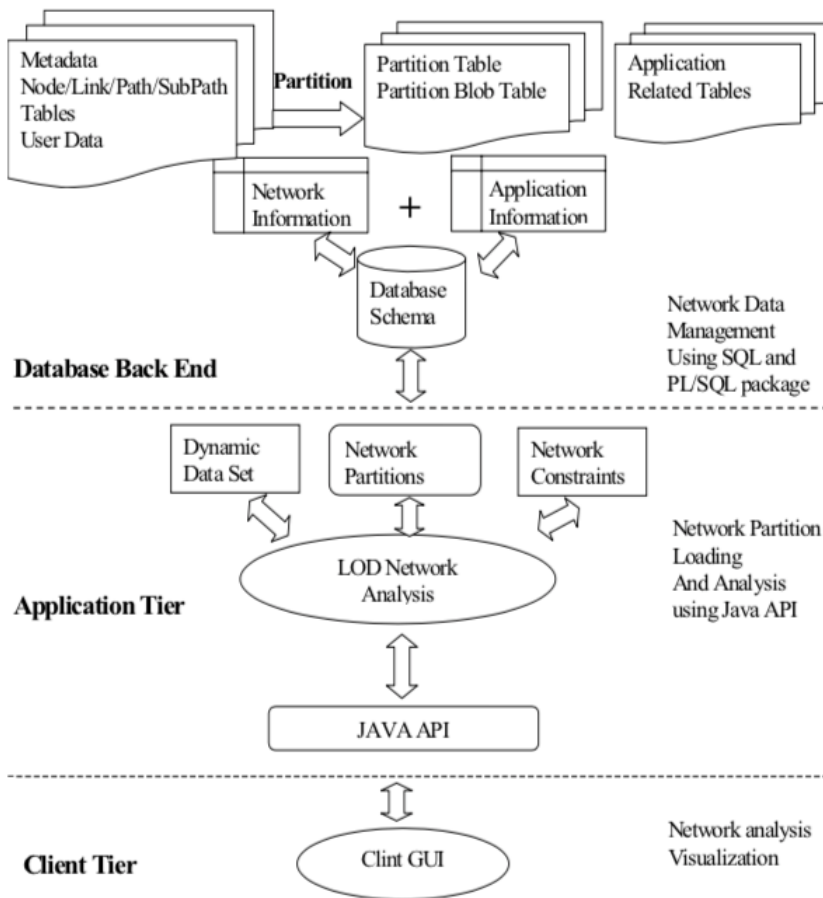 Metadata
Node/Link/Path/SubPath
Tables
User Data
Partition
Partition Table
Partition Blob Table
Application
Related Tables
Network
Information
+
Application
Information
Database
Schema
Database Back End
Network Data
Management
Using SQL and
PL/SQL package
Dynamic
Data Set
Network
Partitions
Network
Constraints
LOD Network
Analysis
Application Tier
Network Partition
Loading
And Analysis
using Java API
JAVA API
Client Tier
Clint GUI
Network analysis
Visualization